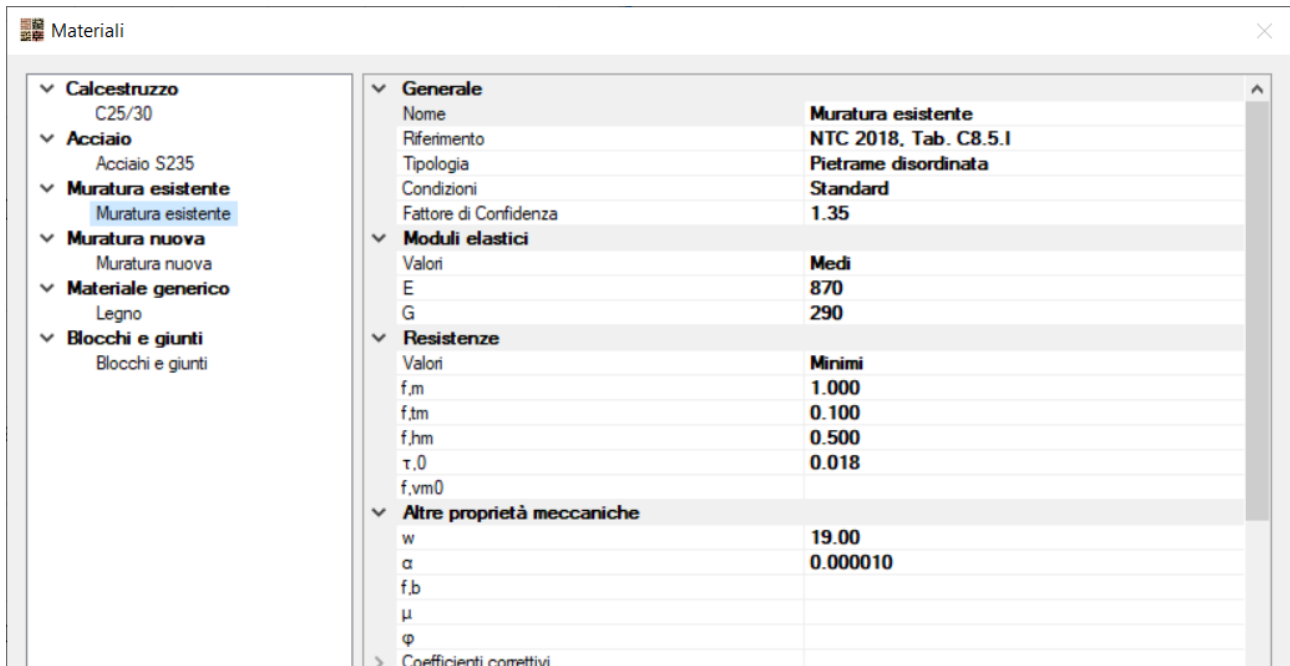 Materiali
Calcestruzzo
C25/30
Acciaio
Acciaio S235
Muratura esistente
Muratura esistente
Muratura nuova
Muratura nuova
Materiale generico
Legno
Blocchi e giunti
Blocchi e giunti
Generale
Nome Muratura esistente
Riferimento NTC 2018, Tab. C8.5.I
Tipologia Pietrame disordinata
Condizioni Standard
Fattore di Confidenza 1.35
Moduli elastici
Valori Medi
E 870
G 290
Resistenze
Valori Minimi
f,m 1.000
f,tm 0.100
f,hm 0.500
τ,0 0.018
f,vm0
Altre proprietà meccaniche
w 19.00
α 0.000010
f,b
μ
φ
Coefficienti correttivi